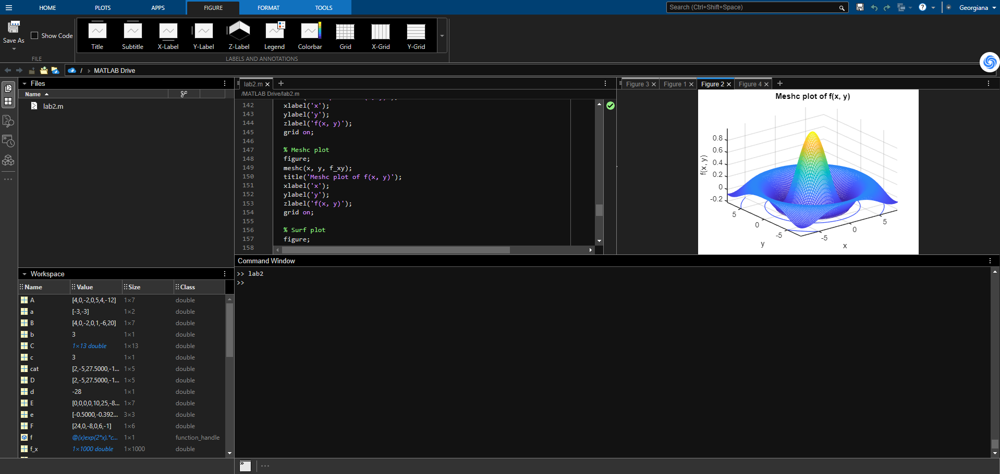 HOME PLOTS APPS FIGURE FORMAT TOOLS Search (Ctrl+Shift+Space) Georgiana
Save As
Show Code
Title Subtitle X-Label Y-Label Z-Label Legend Colorbar Grid X-Grid Y-Grid
FILE LABELS AND ANNOTATIONS
/ > MATLAB Drive
Files
Name
lab2.m
lab2.m
/MATLAB Drive/lab2.m
142 xlabel('x');
143 ylabel('y');
144 zlabel('f(x, y)');
145 grid on;
146
147 % Meshc plot
148 figure;
149 meshc(x, y, f_xy);
150 title('Meshc plot of f(x, y)');
151 xlabel('x');
152 ylabel('y');
153 zlabel('f(x, y)');
154 grid on;
155
156 % Surf plot
157 figure;
158
Figure 3 Figure 1 Figure 2 Figure 4
Meshc plot of f(x, y)
0.8
0.6
0.4
0.2
0
-0.2
f(x, y)
5
0
-5
y
-5
0
5
x
Workspace
Name Value Size Class
A [4,0,-2,0,5,4,-12] 1×7 double
a [-3,-3] 1×2 double
B [4,0,-2,0,1,-6,20] 1×7 double
b 3 1×1 double
C 1×13 double 1×13 double
c 3 1×1 double
cat [2,-5,27.5000,-1... 1×5 double
D [2,-5,27.5000,-1... 1×5 double
d -28 1×1 double
E [0,0,0,0,10,25,-8... 1×7 double
e [-0.5000,-0.392... 3×3 double
F [24,0,-8,0,6,-1] 1×6 double
f @(x)exp(2*x).*c... 1×1 function_handle
f_x 1×1000 double 1×1000 double
Command Window
>> lab2
>>